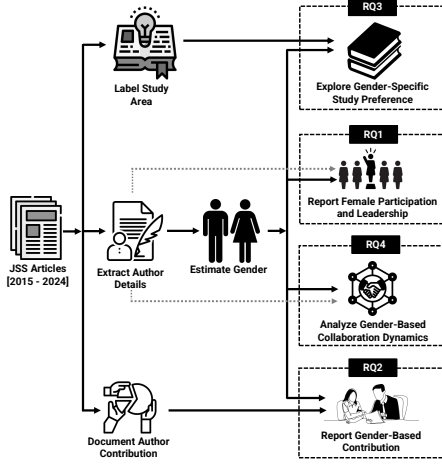 RQ3
Label Study
Area
Explore Gender-Specific
Study Preference
RQ1
Report Female Participation
and Leadership
JSS Articles
[2015 - 2024]
Extract Author
Details
Estimate Gender
RQ4
Analyze Gender-Based
Collaboration Dynamics
RQ2
Document Author
Contribution
Report Gender-Based
Contribution